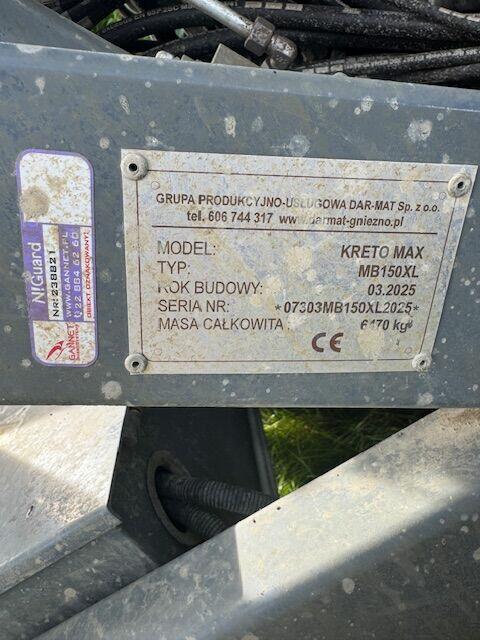 GRUPA PRODUKCYJNO-USŁUGOWA DAR-MAT Sp. z o.o.
tel. 606 744 317 www.darmat-gniezno.pl
MODEL: KRETO MAX
TYP: MB150XL
ROK BUDOWY: 03.2025
SERIA NR: *07303MB150XL2025*
MASA CAŁKOWITA: 6170 kg*
CE
NiGuard
NR: 238821
WWW.GANNET.PL
22 884 62 60
OBIEKT OZNAKOWANY
GANNET